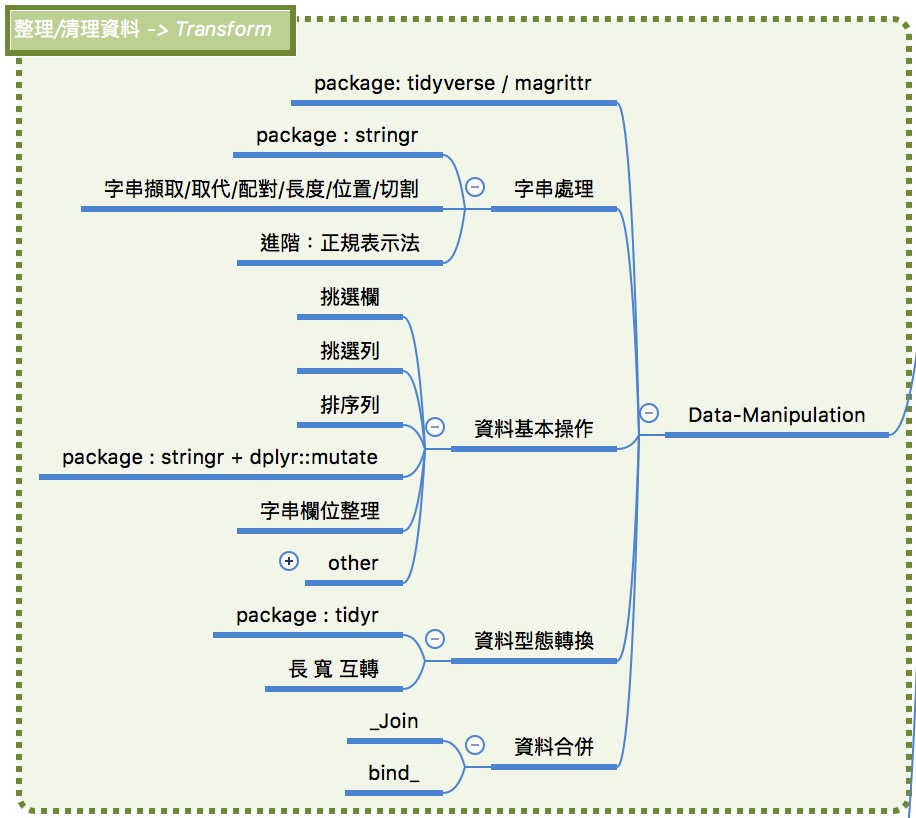 整理/清理資料 -> Transform
package: tidyverse / magrittr
package : stringr
字串擷取/取代/配對/長度/位置/切割
字串處理
進階：正規表示法
挑選欄
挑選列
排序列
資料基本操作
Data-Manipulation
package : stringr + dplyr::mutate
字串欄位整理
other
package : tidyr
資料型態轉換
長 寬 互轉
_Join
資料合併
bind_